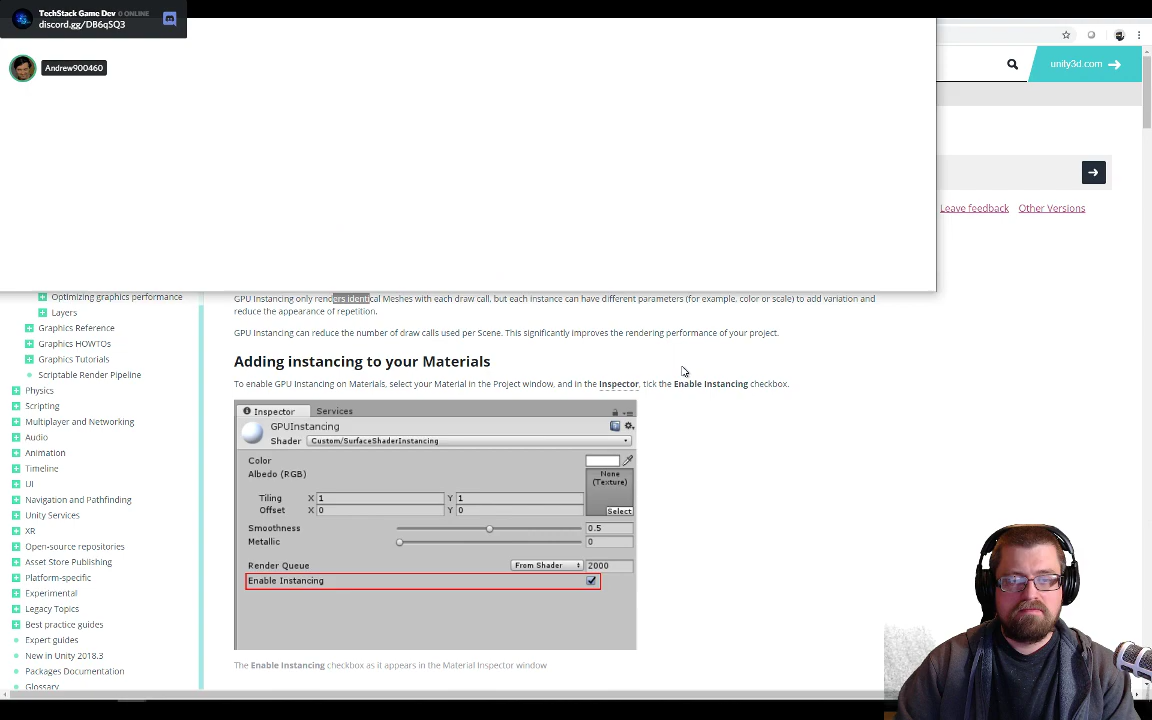 TechStack Game Dev 0 ONLINE
discord.gg/DB6qSQ3
Andrew900460
unity3d.com
Leave feedback Other Versions
Optimizing graphics performance
Layers
Graphics Reference
Graphics HOWTOs
Graphics Tutorials
Scriptable Render Pipeline
Physics
Scripting
Multiplayer and Networking
Audio
Animation
Timeline
UI
Navigation and Pathfinding
Unity Services
XR
Open-source repositories
Asset Store Publishing
Platform-specific
Experimental
Legacy Topics
Best practice guides
Expert guides
New in Unity 2018.3
Packages Documentation
Glossary
GPU Instancing only renders identical Meshes with each draw call, but each instance can have different parameters (for example, color or scale) to add variation and
reduce the appearance of repetition.
GPU Instancing can reduce the number of draw calls used per Scene. This significantly improves the rendering performance of your project.
Adding instancing to your Materials
To enable GPU Instancing on Materials, select your Material in the Project window, and in the Inspector, tick the Enable Instancing checkbox.
Inspector Services
GPUInstancing
Shader Custom/SurfaceShaderInstancing
Color
Albedo (RGB)
None
(Texture)
Select
Tiling X 1 Y 1
Offset X 0 Y 0
Smoothness 0.5
Metallic 0
Render Queue From Shader 2000
Enable Instancing
The Enable Instancing checkbox as it appears in the Material Inspector window